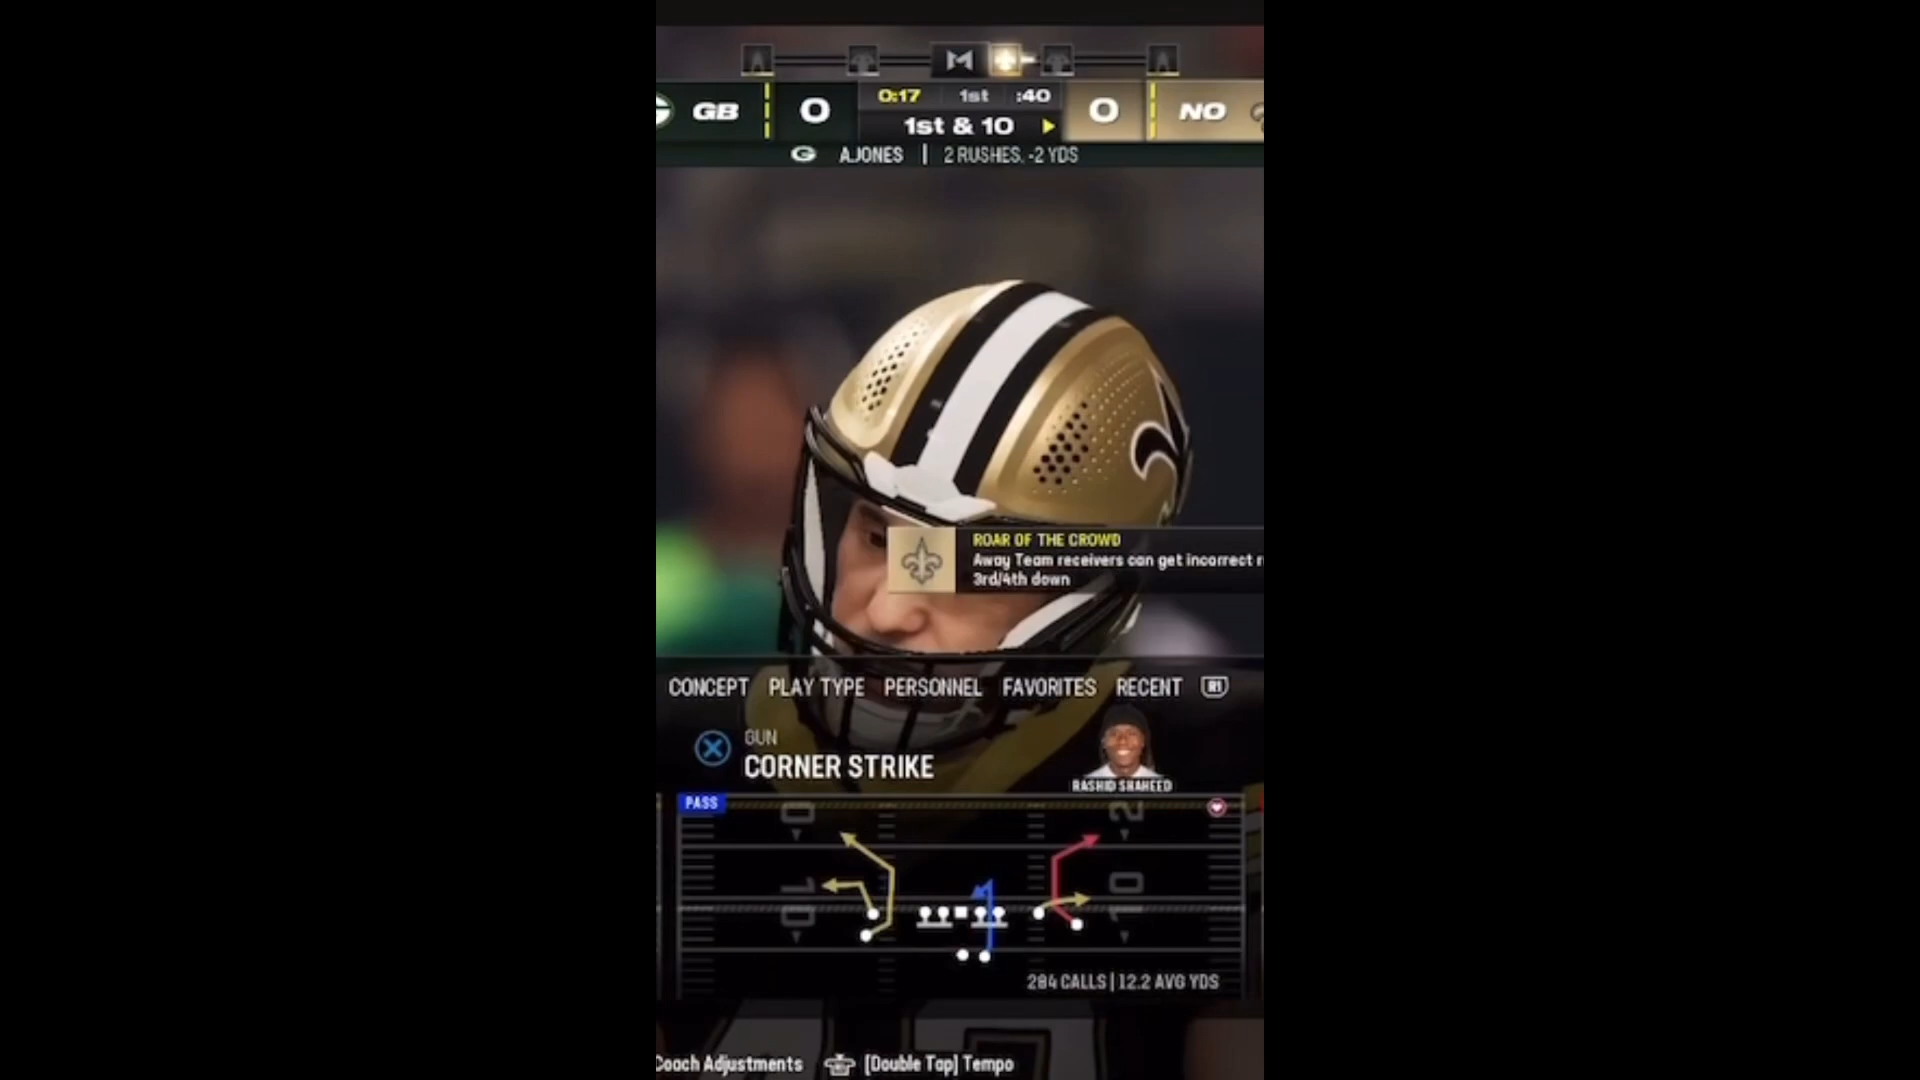 GB 0 0:17 1st :40 0 NO
1st & 10
A.JONES | 2 RUSHES, -2 YDS
ROAR OF THE CROWD
Away Team receivers can get incorrect
3rd/4th down
CONCEPT PLAY TYPE PERSONNEL FAVORITES RECENT R1
GUN
CORNER STRIKE
RASHID SHAHEED
PASS
284 CALLS | 12.2 AVG YDS
Coach Adjustments [Double Tap] Tempo